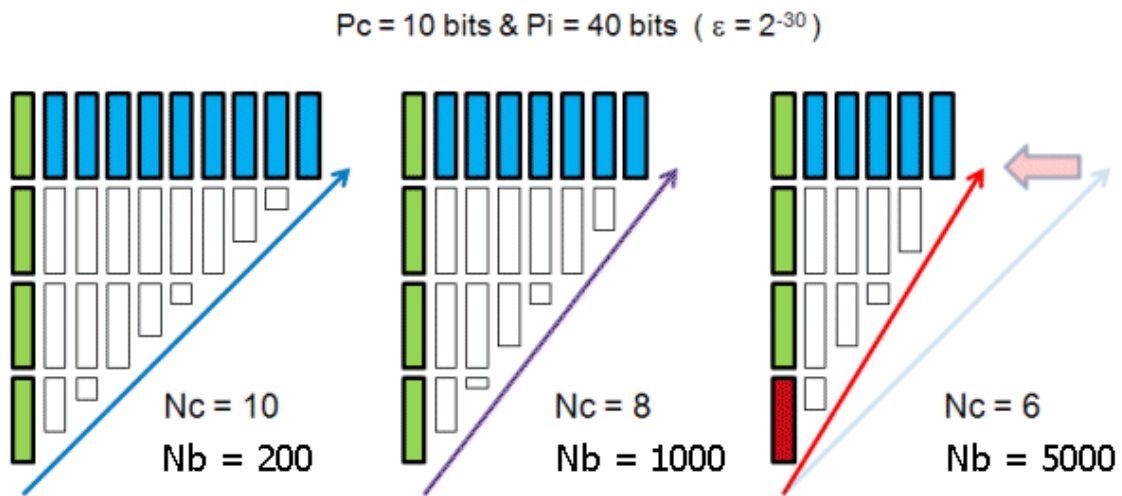 Pc = 10 bits & Pi = 40 bits ( ε = 2⁻³⁰ )
Nc = 10
Nb = 200
Nc = 8
Nb = 1000
Nc = 6
Nb = 5000